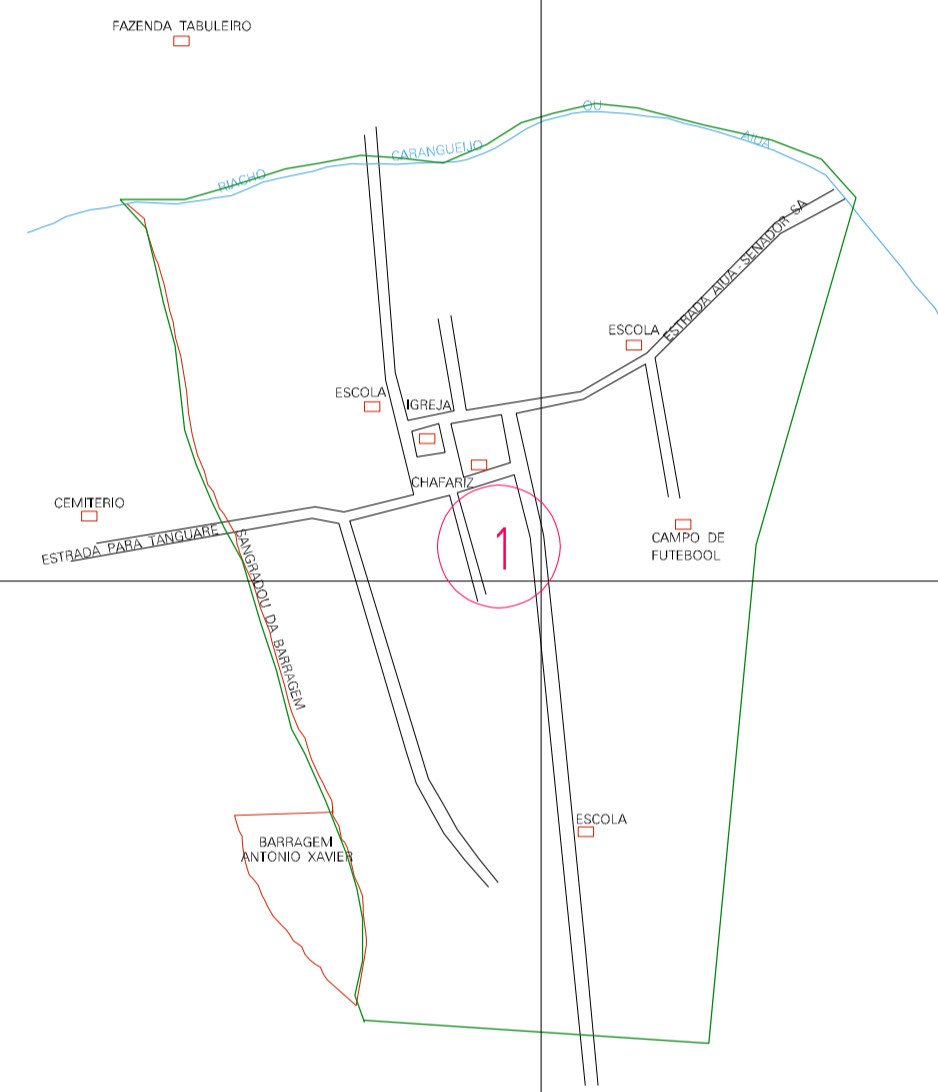 FAZENDA TABULEIRO
RIACHO
CARANGUEIJO
OU
AIUA
ESTRADA AIUA - SENADOR SA
ESCOLA
ESCOLA
IGREJA
CHAFARIZ
CEMITERIO
ESTRADA PARA TANGUARE
1
CAMPO DE
FUTEBOOL
SANGRADOU DA BARRAGEM
ESCOLA
BARRAGEM
ANTONIO XAVIER